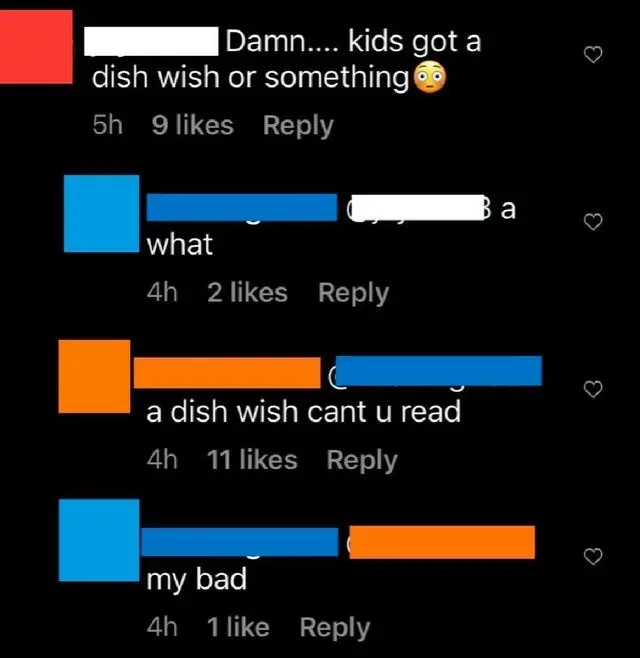 Damn.... kids got a
dish wish or something😳
5h 9 likes Reply
a
what
4h 2 likes Reply
a dish wish cant u read
4h 11 likes Reply
my bad
4h 1 like Reply